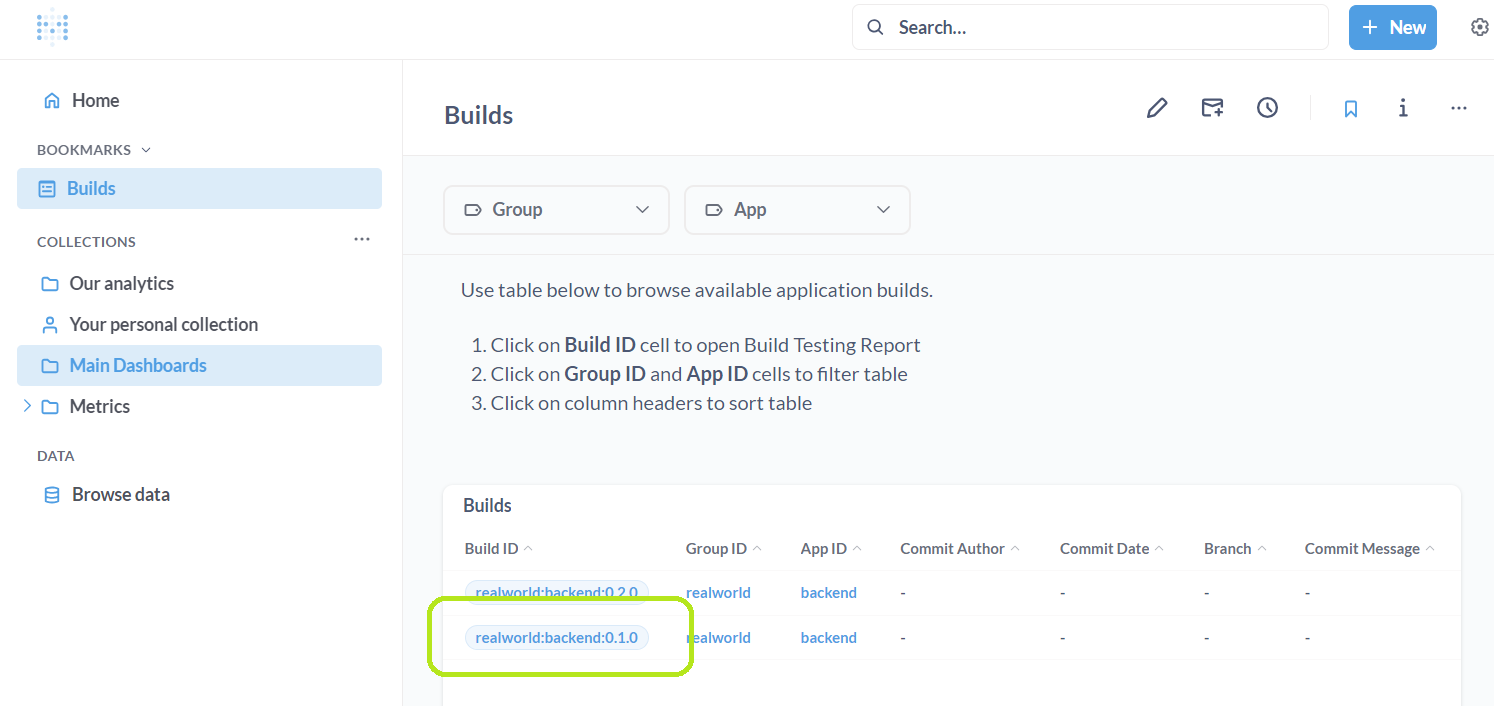 Search...
+ New
Home
BOOKMARKS
Builds
COLLECTIONS
...
Our analytics
Your personal collection
Main Dashboards
Metrics
DATA
Browse data
Builds
Group
App
Use table below to browse available application builds.
1. Click on Build ID cell to open Build Testing Report
2. Click on Group ID and App ID cells to filter table
3. Click on column headers to sort table
Builds
Build ID Group ID App ID Commit Author Commit Date Branch Commit Message
realworld:backend:0.2.0 realworld backend - - - -
realworld:backend:0.1.0 realworld backend - - - -